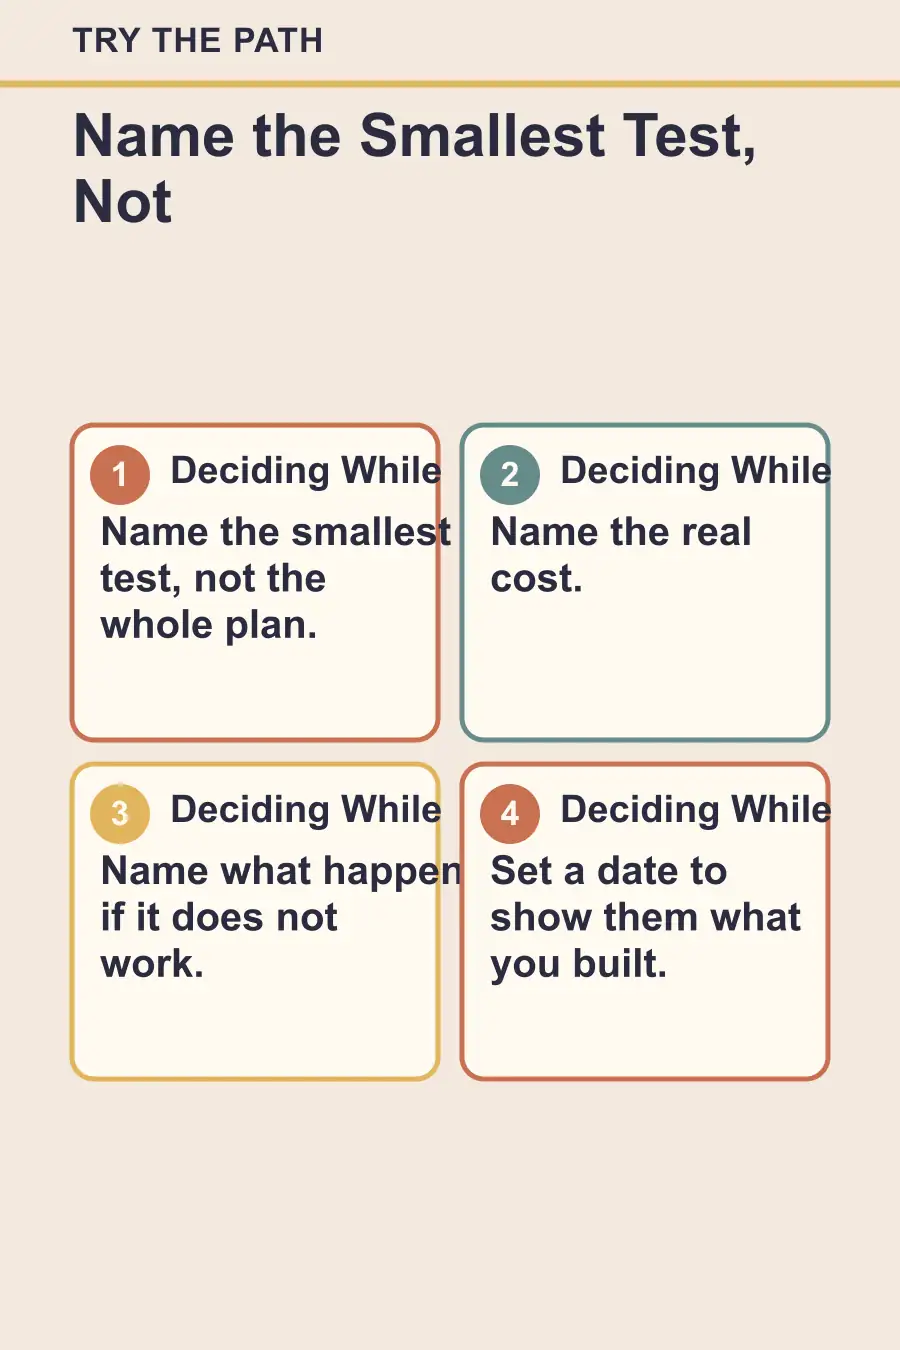 TRY THE PATH
Name the Smallest Test,
Not
1 Deciding While
Name the smallest
test, not the
whole plan.
2 Deciding While
Name the real
cost.
3 Deciding While
Name what happen
if it does not
work.
4 Deciding While
Set a date to
show them what
you built.